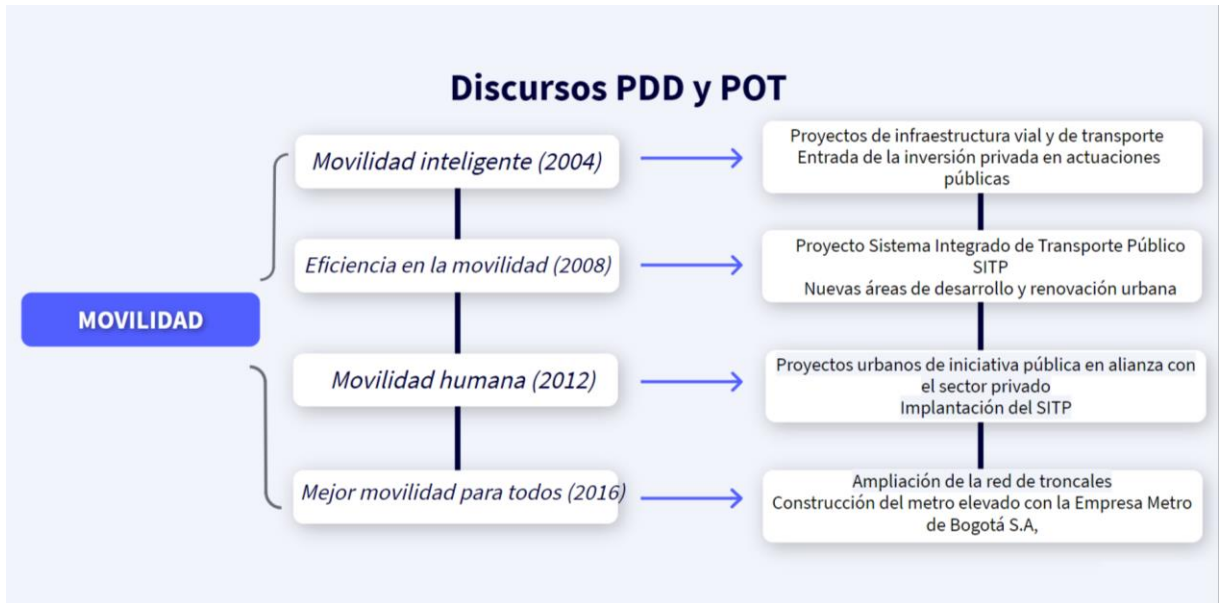 Discursos PDD y POT
MOVILIDAD
Movilidad inteligente (2004)
Proyectos de infraestructura vial y de transporte
Entrada de la inversión privada en actuaciones
públicas
Eficiencia en la movilidad (2008)
Proyecto Sistema Integrado de Transporte Público
SITP
Nuevas áreas de desarrollo y renovación urbana
Movilidad humana (2012)
Proyectos urbanos de iniciativa pública en alianza con
el sector privado
Implantación del SITP
Mejor movilidad para todos (2016)
Ampliación de la red de troncales
Construcción del metro elevado con la Empresa Metro
de Bogotá S.A,